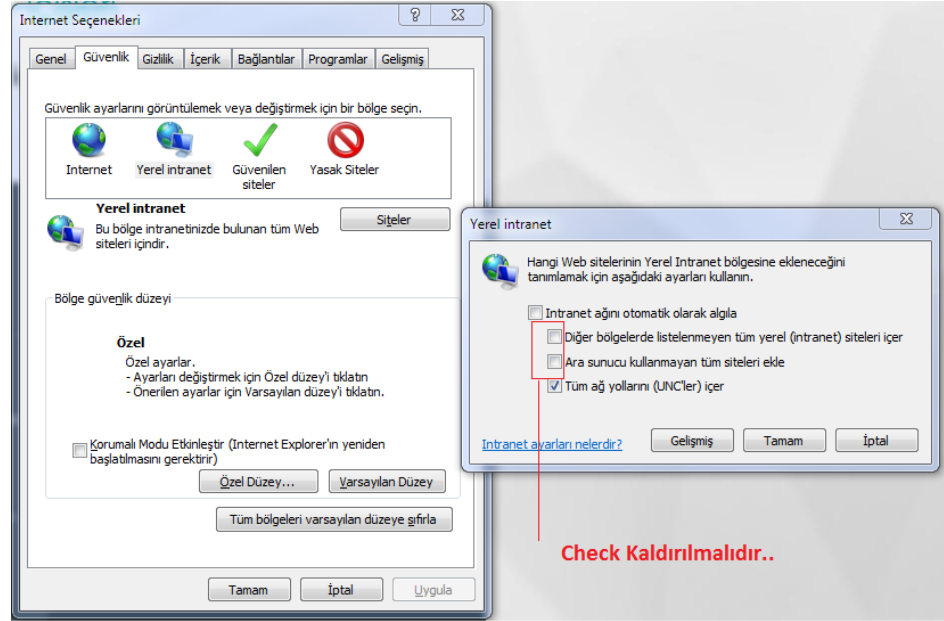 Internet Seçenekleri
Genel Güvenlik Gizlilik İçerik Bağlantılar Programlar Gelişmiş
Güvenlik ayarlarını görüntülemek veya değiştirmek için bir bölge seçin.
Internet Yerel intranet Güvenilen siteler Yasak Siteler
Yerel intranet
Bu bölge intranetinizde bulunan tüm Web
siteleri içindir.
Siteler
Bölge güvenlik düzeyi
Özel
Özel ayarlar.
- Ayarları değiştirmek için Özel düzey'i tıklatın
- Önerilen ayarlar için Varsayılan düzey'i tıklatın.
Korumalı Modu Etkinleştir (Internet Explorer'ın yeniden
başlatılmasını gerektirir)
Özel Düzey... Varsayılan Düzey
Tüm bölgeleri varsayılan düzeye sıfırla
Tamam İptal Uygula
Yerel intranet
Hangi Web sitelerinin Yerel Intranet bölgesine ekleneceğini
tanımlamak için aşağıdaki ayarları kullanın.
Intranet ağını otomatik olarak algıla
Diğer bölgelerde listelenmeyen tüm yerel (intranet) siteleri içer
Ara sunucu kullanmayan tüm siteleri ekle
Tüm ağ yollarını (UNC'ler) içer
Intranet ayarları nelerdir? Gelişmiş Tamam İptal
Check Kaldırılmalıdır..